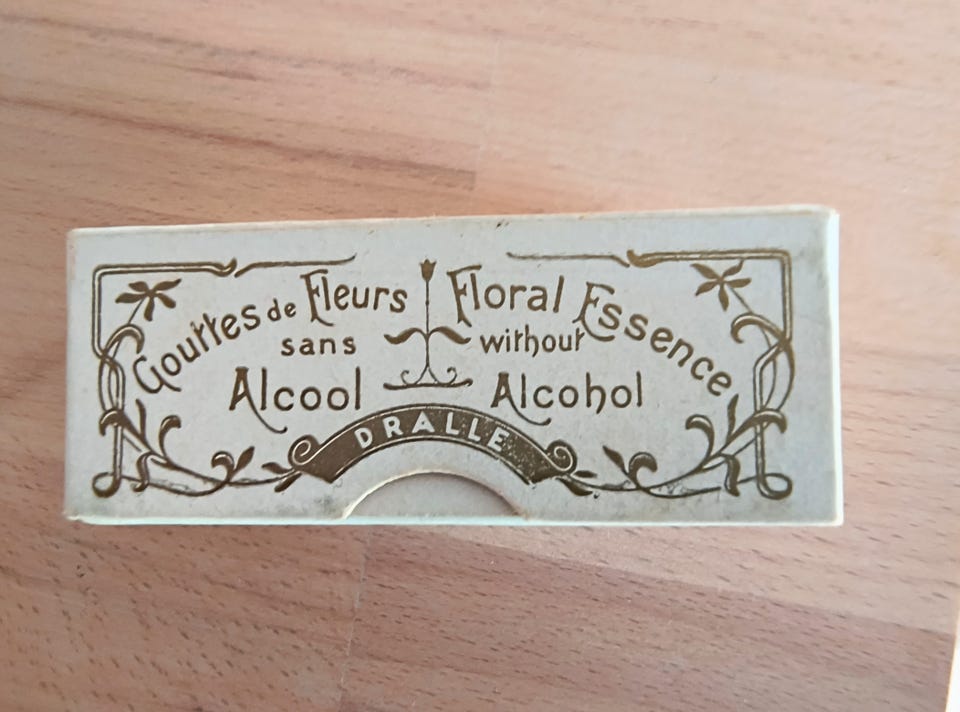 Gouttes de Fleurs
sans
Alcool
Floral Essence
without
Alcohol
DRALLE